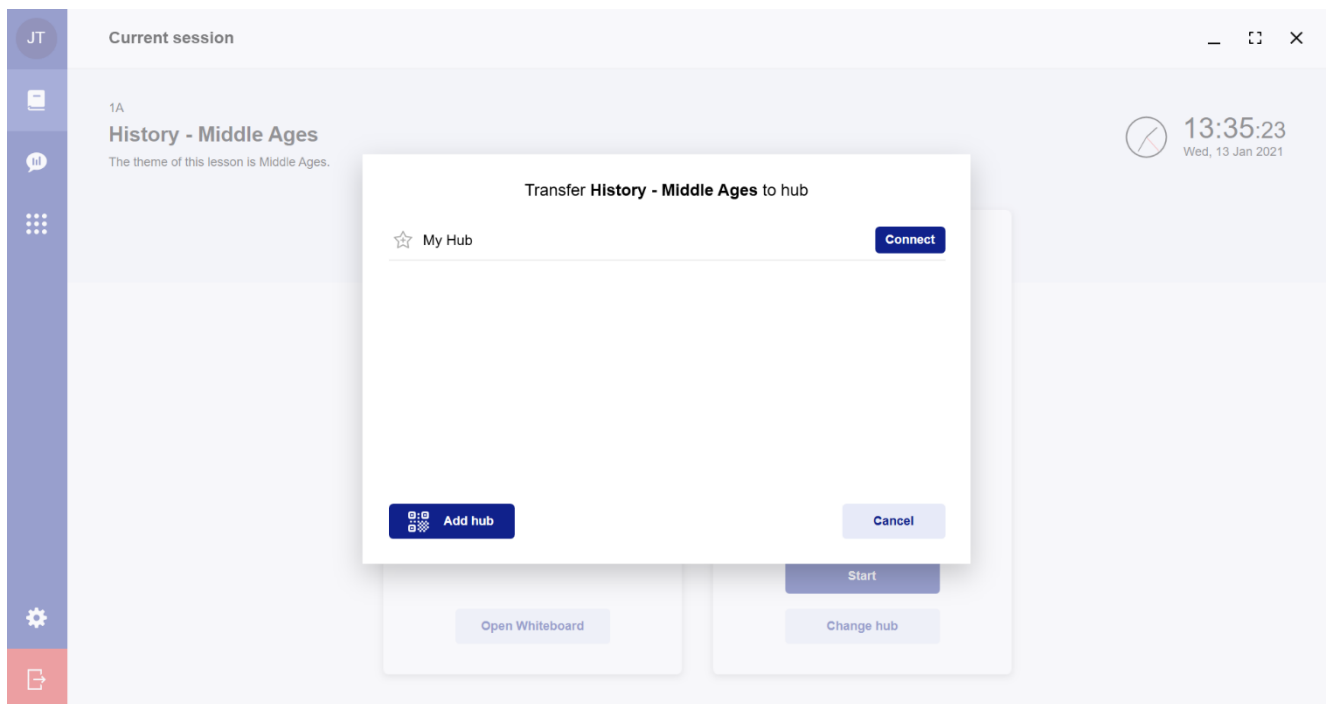 JT
Current session
1A
History - Middle Ages
The theme of this lesson is Middle Ages.
13:35:23
Wed, 13 Jan 2021
Transfer History - Middle Ages to hub
My Hub
Connect
Add hub
Cancel
Start
Open Whiteboard
Change hub